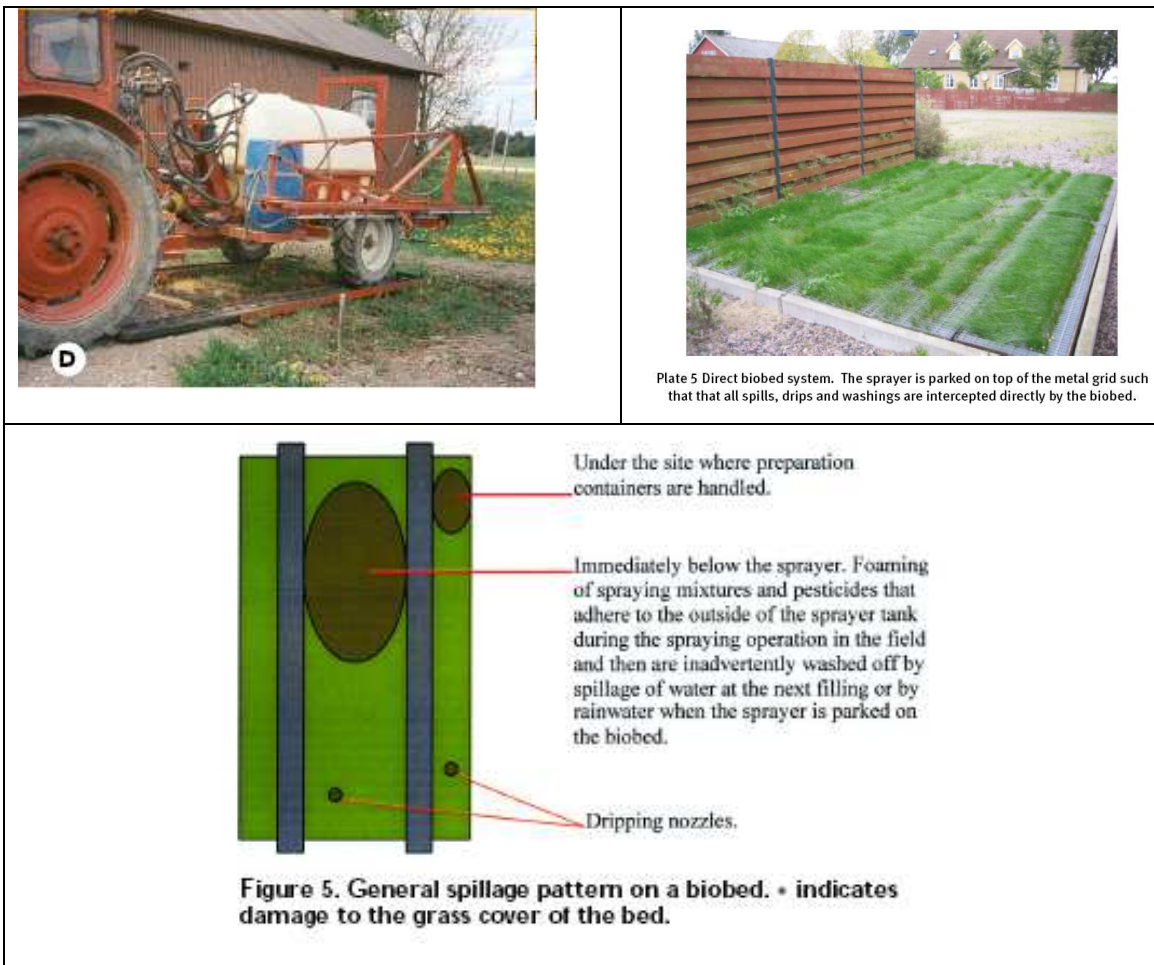 D
Plate 5 Direct biobed system. The sprayer is parked on top of the metal grid such
that that all spills, drips and washings are intercepted directly by the biobed.
Under the site where preparation
containers are handled.
Immediately below the sprayer. Foaming
of spraying mixtures and pesticides that
adhere to the outside of the sprayer tank
during the spraying operation in the field
and then are inadvertently washed off by
spillage of water at the next filling or by
rainwater when the sprayer is parked on
the biobed.
Dripping nozzles.
Figure 5. General spillage pattern on a biobed. • indicates
damage to the grass cover of the bed.